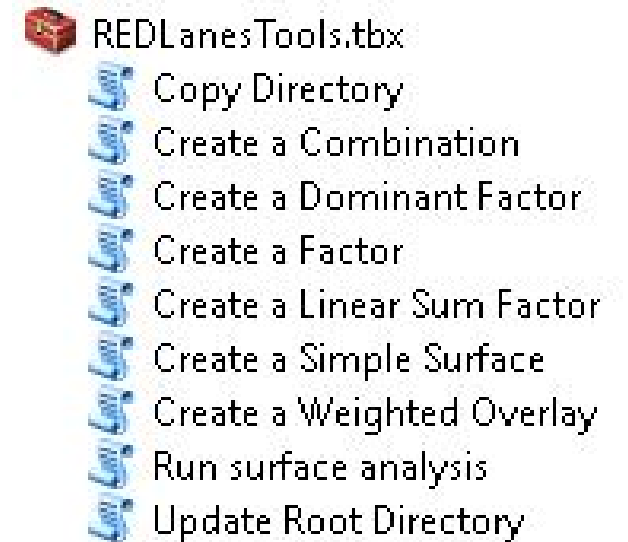 REDLanesTools.tbx
Copy Directory
Create a Combination
Create a Dominant Factor
Create a Factor
Create a Linear Sum Factor
Create a Simple Surface
Create a Weighted Overlay
Run surface analysis
Update Root Directory